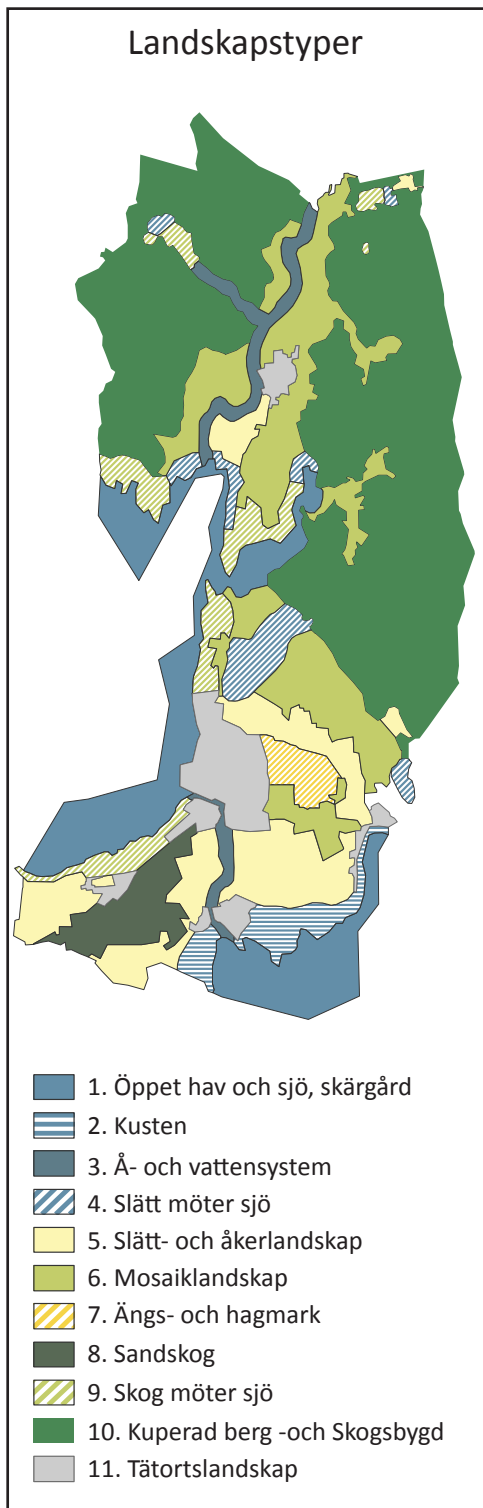 Landskapstyper
1. Öppet hav och sjö, skärgård
2. Kusten
3. Å- och vattensystem
4. Slätt möter sjö
5. Slätt- och åkerlandskap
6. Mosaiklandskap
7. Ängs- och hagmark
8. Sandskog
9. Skog möter sjö
10. Kuperad berg -och Skogsbygd
11. Tätortslandskap